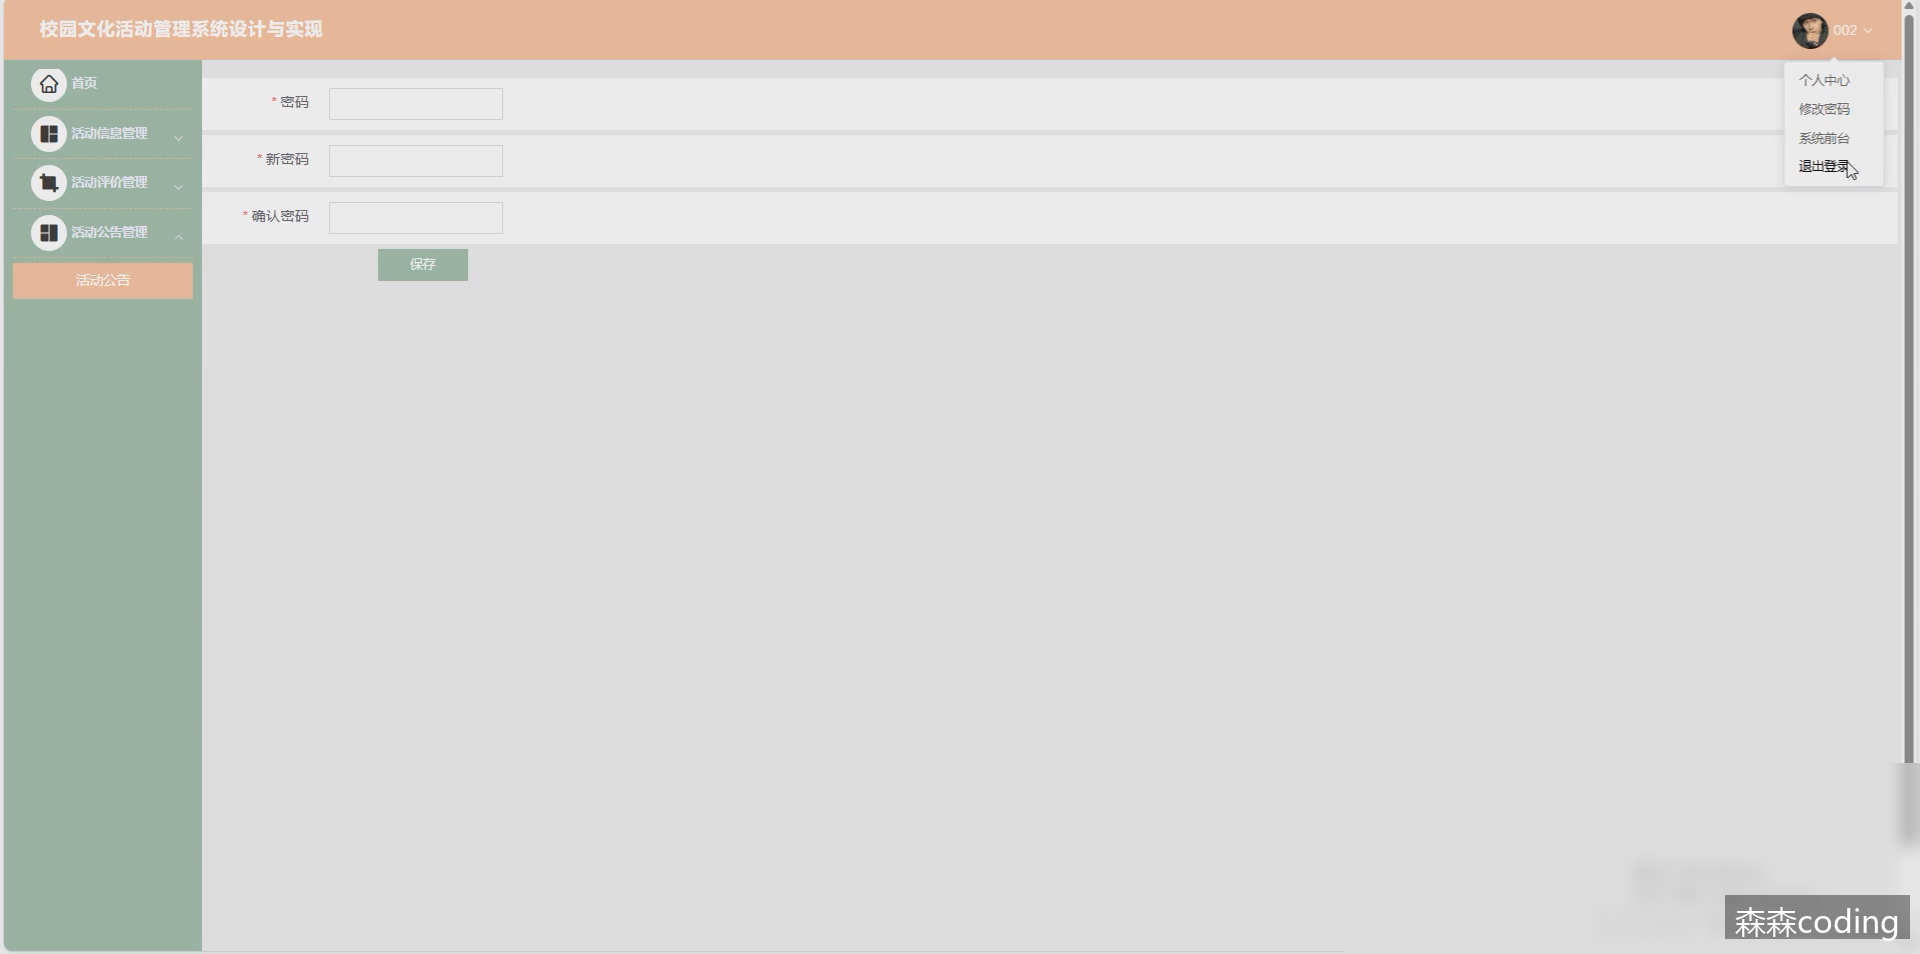 校园文化活动管理系统设计与实现
002
首页
活动信息管理
活动评价管理
活动公告管理
活动公告
* 密码
* 新密码
* 确认密码
保存
个人中心
修改密码
系统前台
退出登录
森森coding